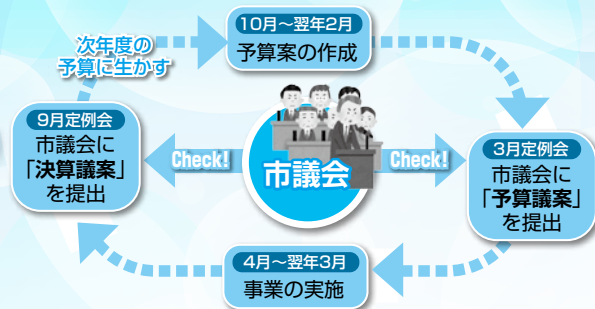 10月～翌年2月
予算案の作成
次年度の
予算に生かす
9月定例会
市議会に
「決算議案」
を提出
Check!
市議会
Check!
3月定例会
市議会に
「予算議案」
を提出
4月～翌年3月
事業の実施